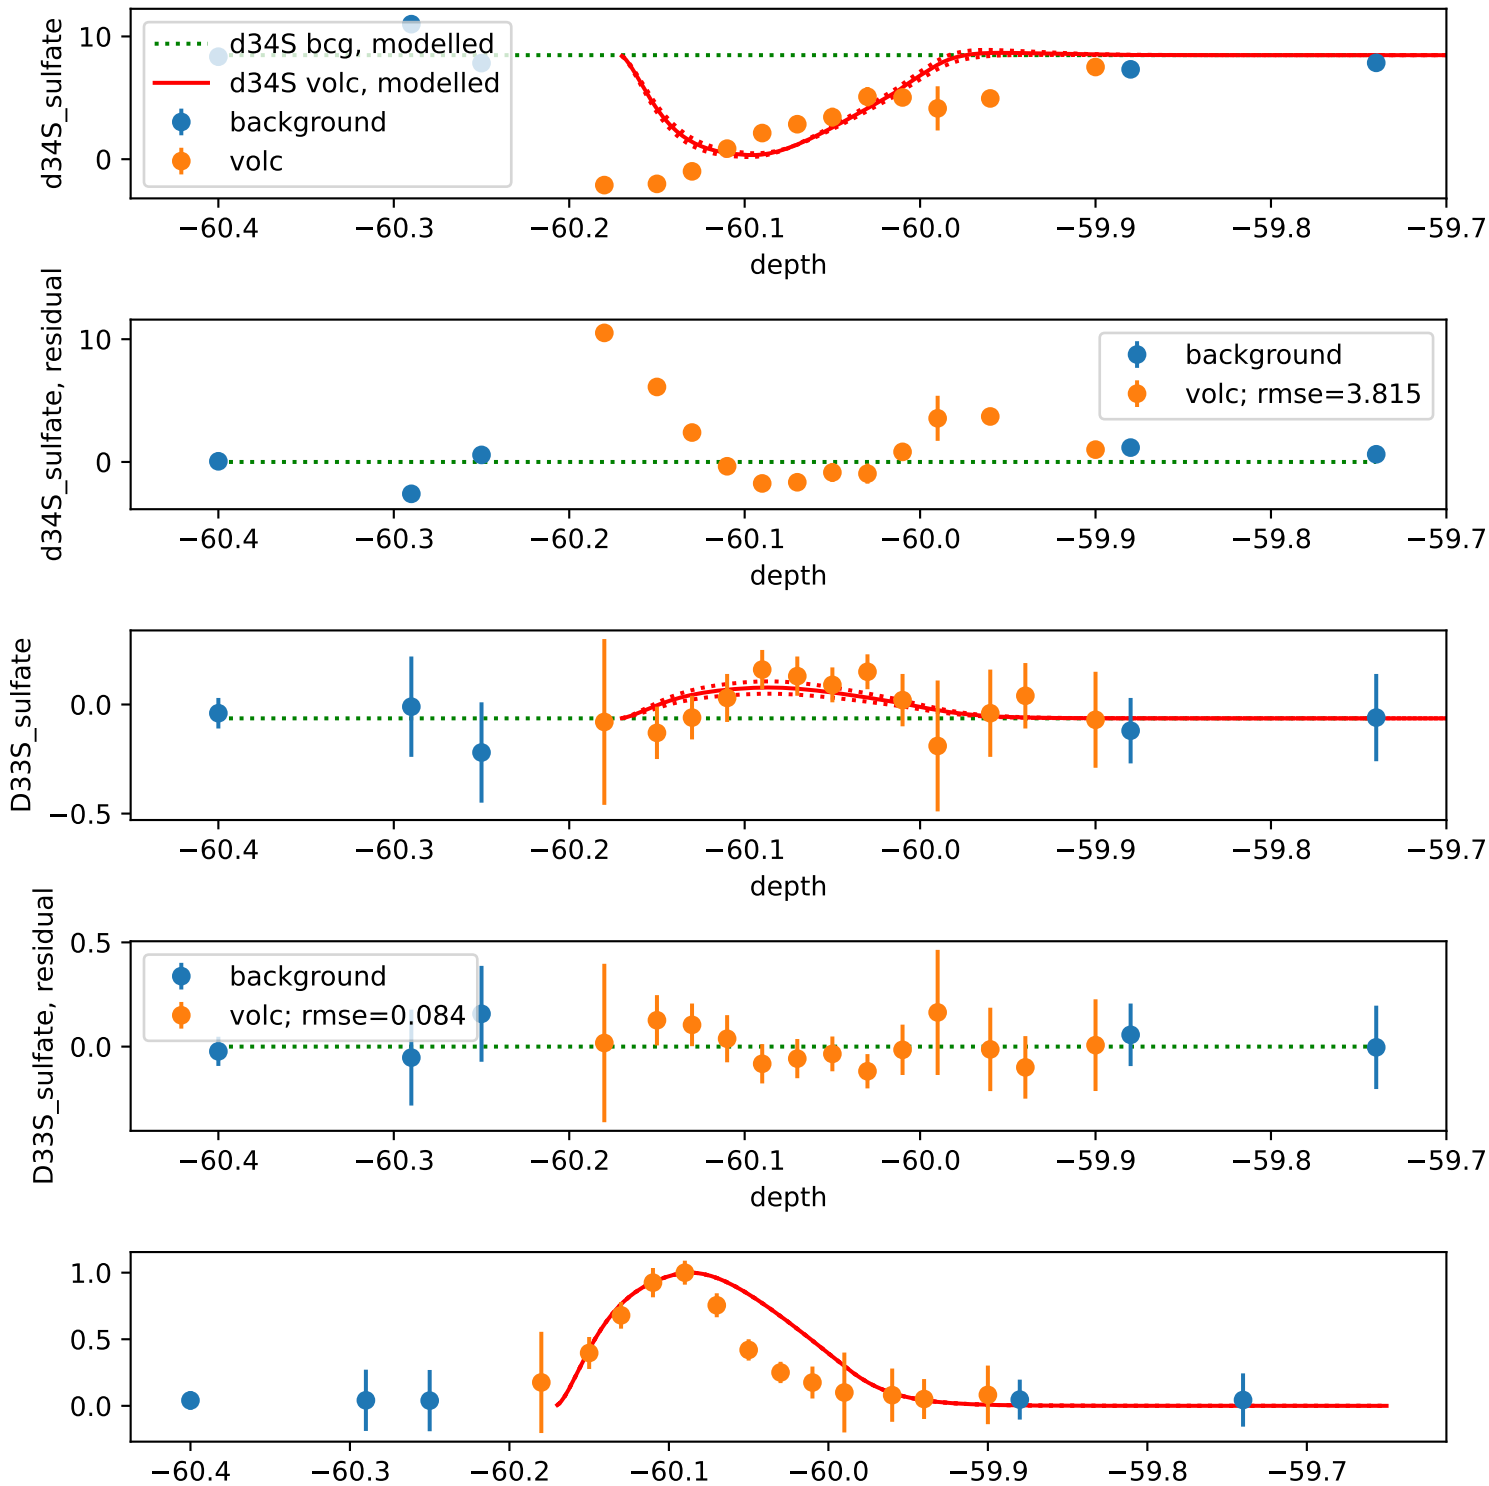 d34S_sulfate
10
0
d34S bcg, modelled
d34S volc, modelled
background
volc
−60.4 −60.3 −60.2 −60.1 −60.0 −59.9 −59.8 −59.7
depth
d34S_sulfate, residual
10
0
background
volc; rmse=3.815
−60.4 −60.3 −60.2 −60.1 −60.0 −59.9 −59.8 −59.7
depth
D33S_sulfate
0.0
−0.5
−60.4 −60.3 −60.2 −60.1 −60.0 −59.9 −59.8 −59.7
depth
D33S_sulfate, residual
0.5
0.0
background
volc; rmse=0.084
−60.4 −60.3 −60.2 −60.1 −60.0 −59.9 −59.8 −59.7
depth
1.0
0.5
0.0
−60.4 −60.3 −60.2 −60.1 −60.0 −59.9 −59.8 −59.7